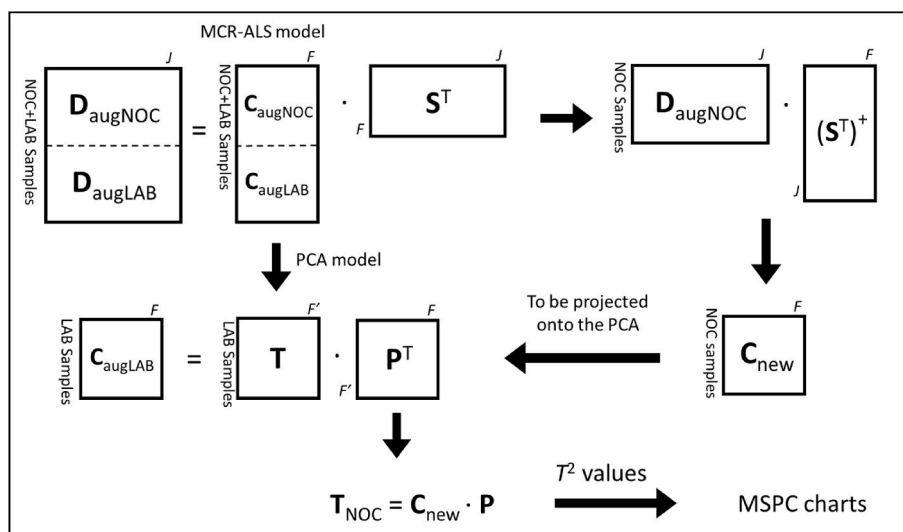 MCR-ALS model
NOC+LAB Samples
J
D_augNOC
D_augLAB
=
NOC+LAB Samples
F
C_augNOC
C_augLAB
·
J
F
S^T
NOC Samples
J
D_augNOC
·
F
J
(S^T)^+
PCA model
LAB Samples
F
C_augLAB
=
LAB Samples
F'
T
·
F
F'
P^T
To be projected
onto the PCA
NOC samples
F
C_new
T_NOC = C_new · P
T² values
MSPC charts